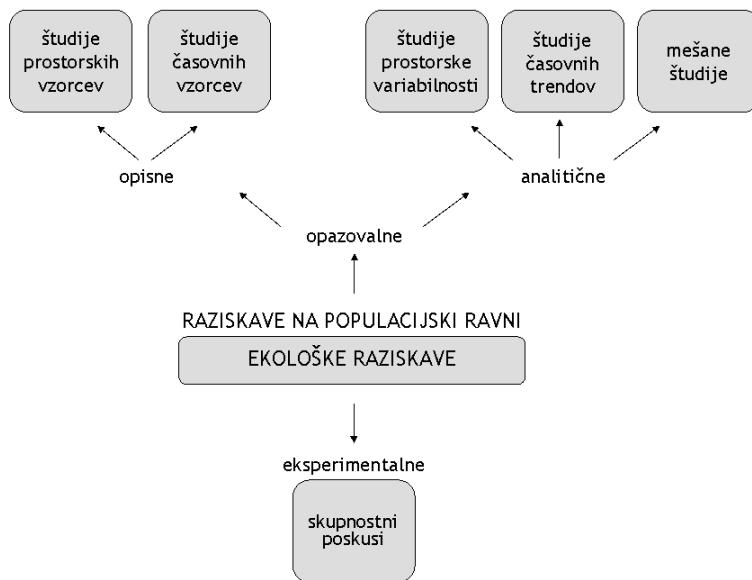 študije
prostorskih
vzorcev
študije
časovnih
vzorcev
študije
prostorske
variabilnosti
študije
časovnih
trendov
mešane
študije
opisne
analitične
opazovalne
RAZISKAVE NA POPULACIJSKI RAVNI
EKOLOŠKE RAZISKAVE
eksperimentalne
skupnostni
poskusi